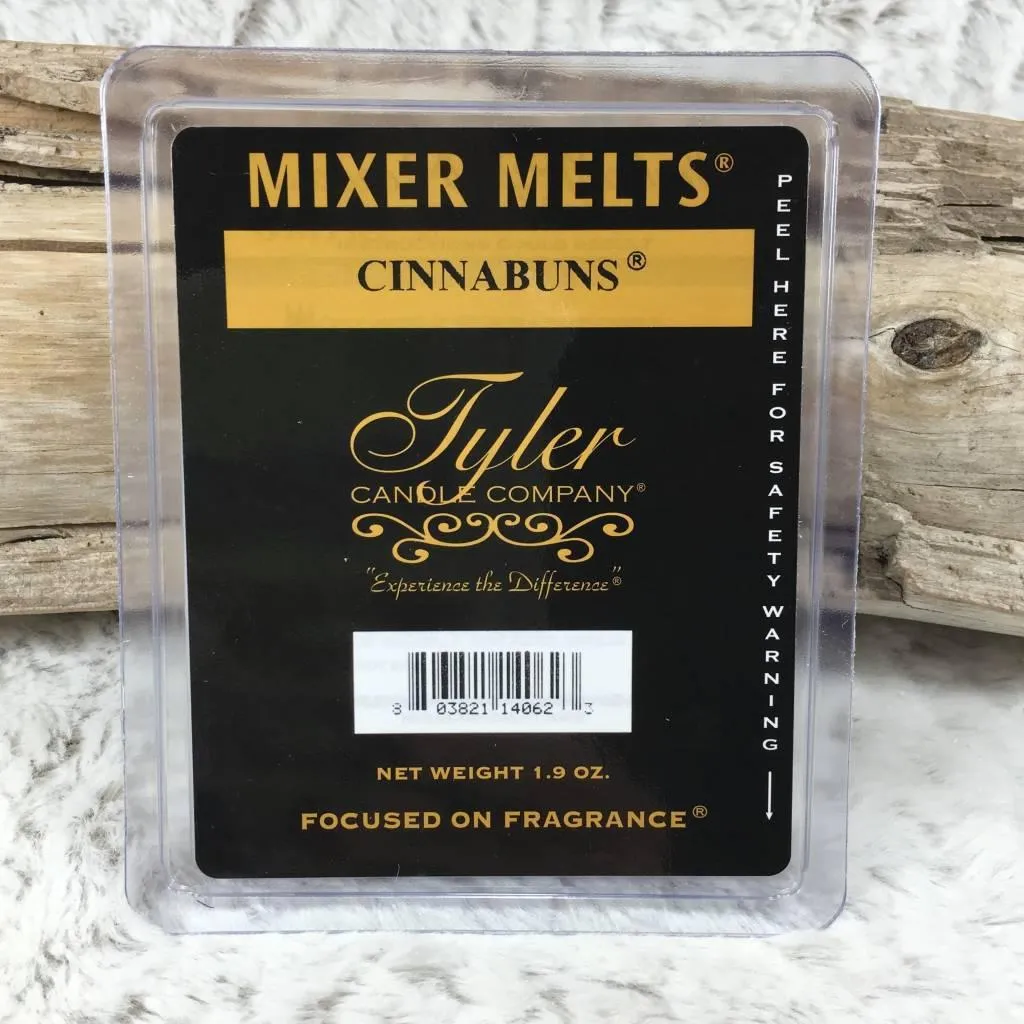 MIXER MELTS®
CINNABUNS®
Tyler
CANDLE COMPANY®
"Experience the Difference"®
8 03821 14062 3
NET WEIGHT 1.9 OZ.
FOCUSED ON FRAGRANCE®
PEEL HERE FOR SAFETY WARNING